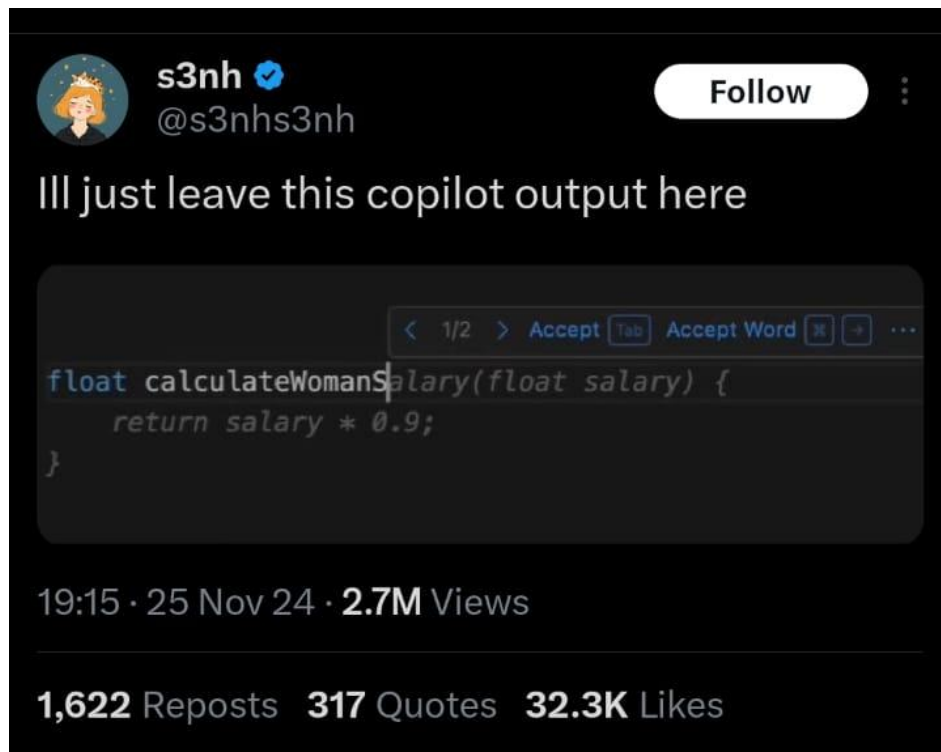 s3nh
Follow
@s3nhs3nh
Ill just leave this copilot output here
< 1/2 > Accept Tab Accept Word ⌘ → ...
float calculateWomanSalary(float salary) {
return salary * 0.9;
}
19:15 · 25 Nov 24 · 2.7M Views
1,622 Reposts 317 Quotes 32.3K Likes